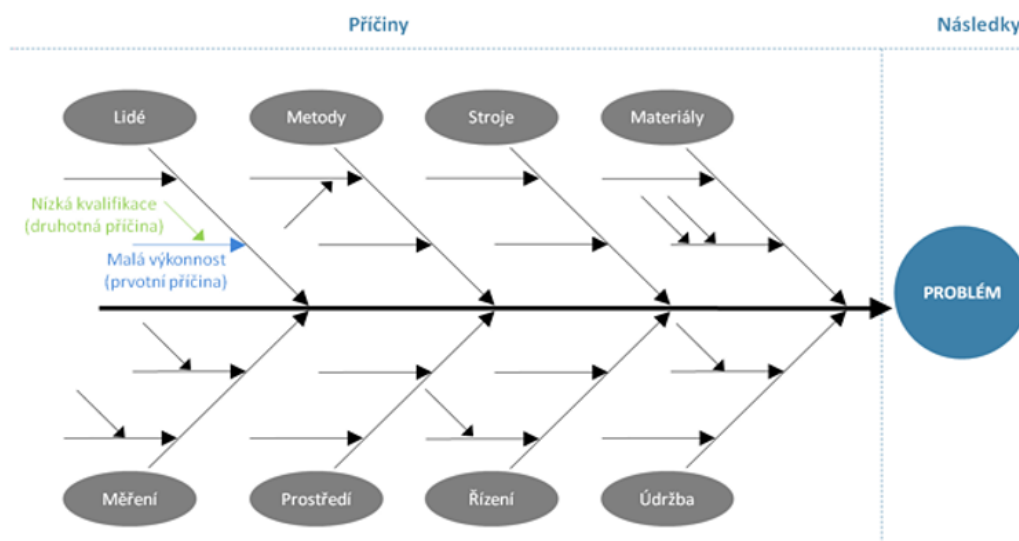 Příčiny
Následky
Lidé
Metody
Stroje
Materiály
Nízká kvalifikace
(druhotná příčina)
Malá výkonnost
(prvotní příčina)
PROBLÉM
Měření
Prostředí
Řízení
Údržba